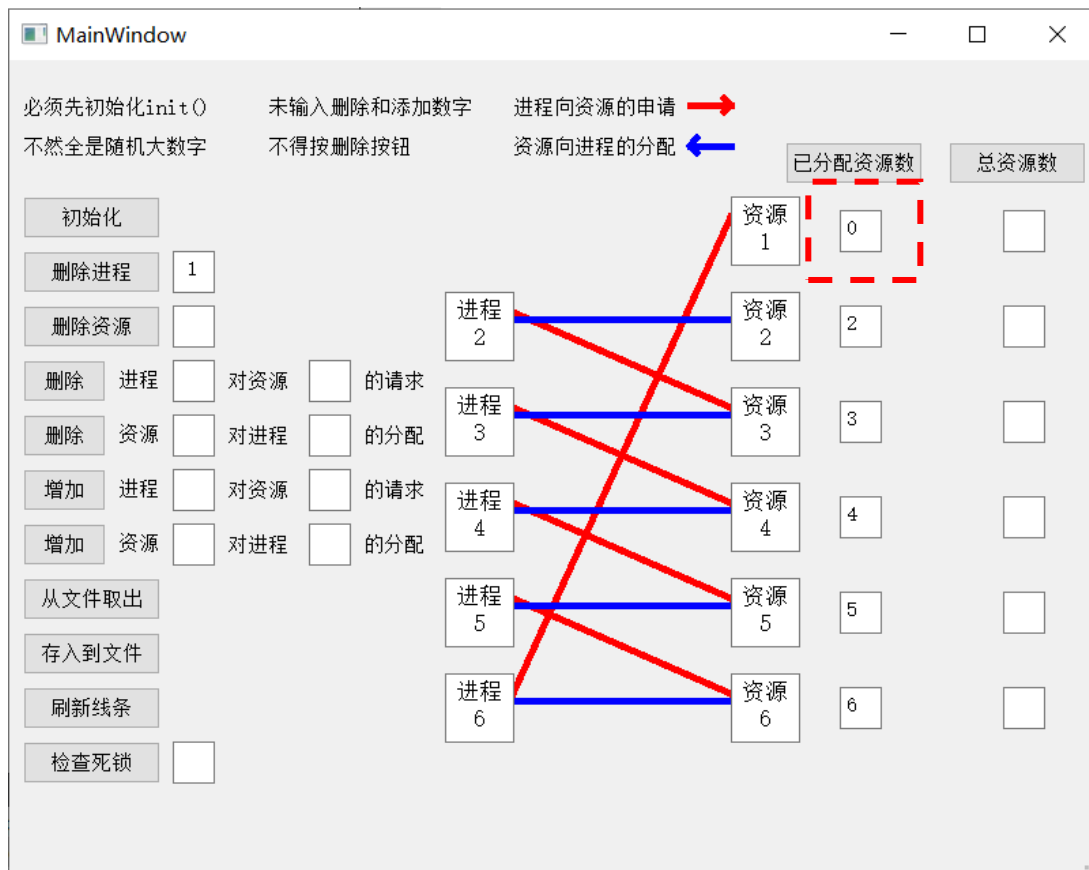 MainWindow
必须先初始化init() 未输入删除和添加数字 进程向资源的申请
不然全是随机大数字 不得按删除按钮 资源向进程的分配
已分配资源数 总资源数
初始化
删除进程 1
删除资源
删除 进程 对资源 的请求
删除 资源 对进程 的分配
增加 进程 对资源 的请求
增加 资源 对进程 的分配
从文件取出
存入到文件
刷新线条
检查死锁
进程
2
进程
3
进程
4
进程
5
进程
6
资源
1
资源
2
资源
3
资源
4
资源
5
资源
6
0
2
3
4
5
6